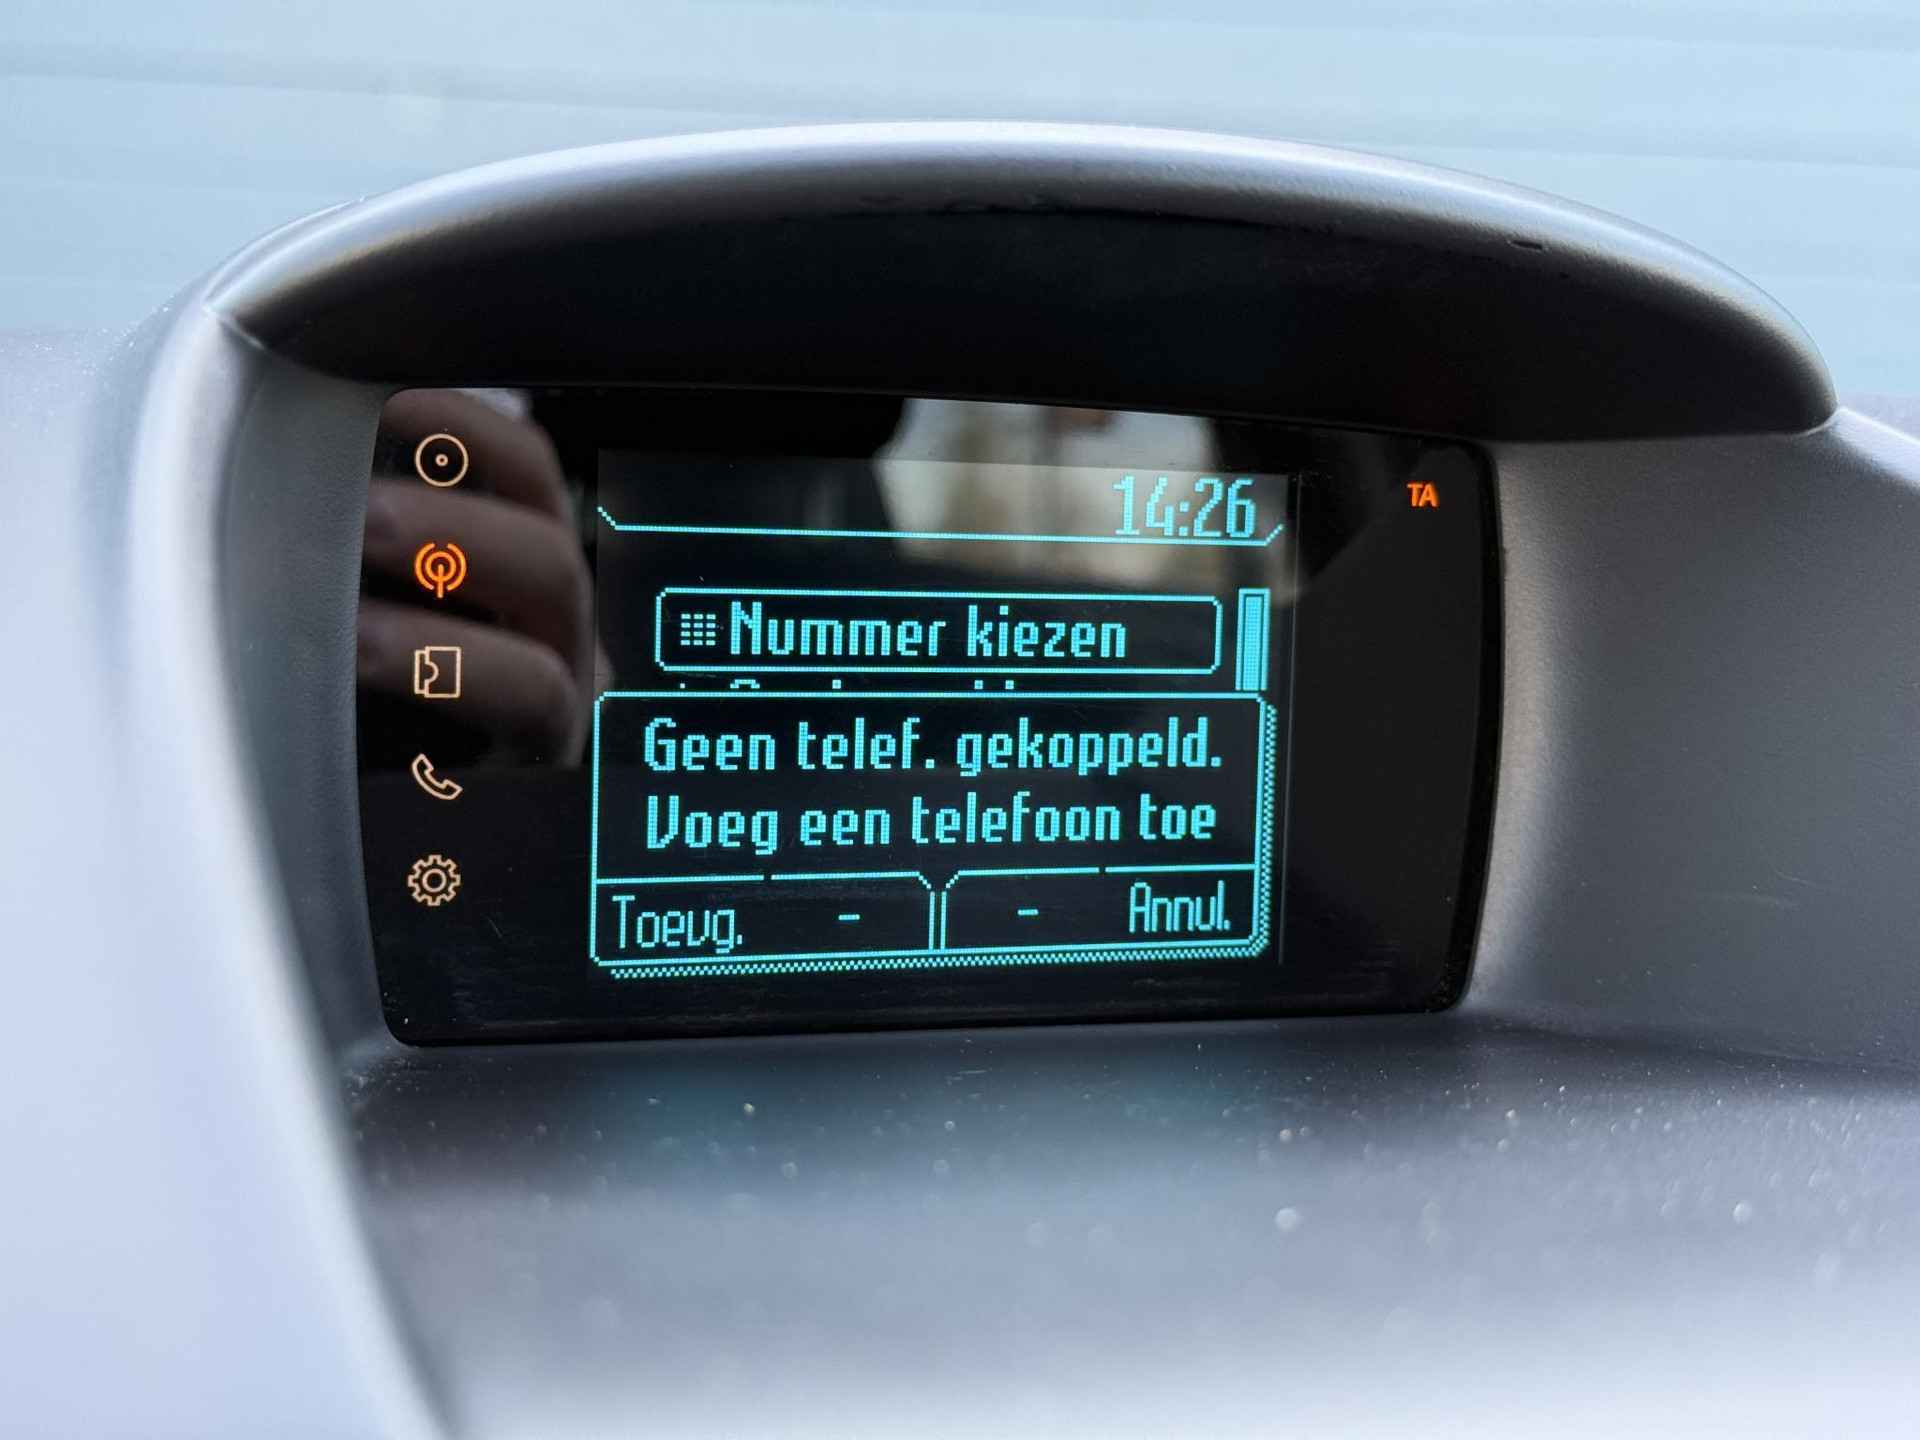 14:26
TA
Nummer kiezen
Geen telef. gekoppeld.
Voeg een telefoon toe
Toevg. - - Annul.